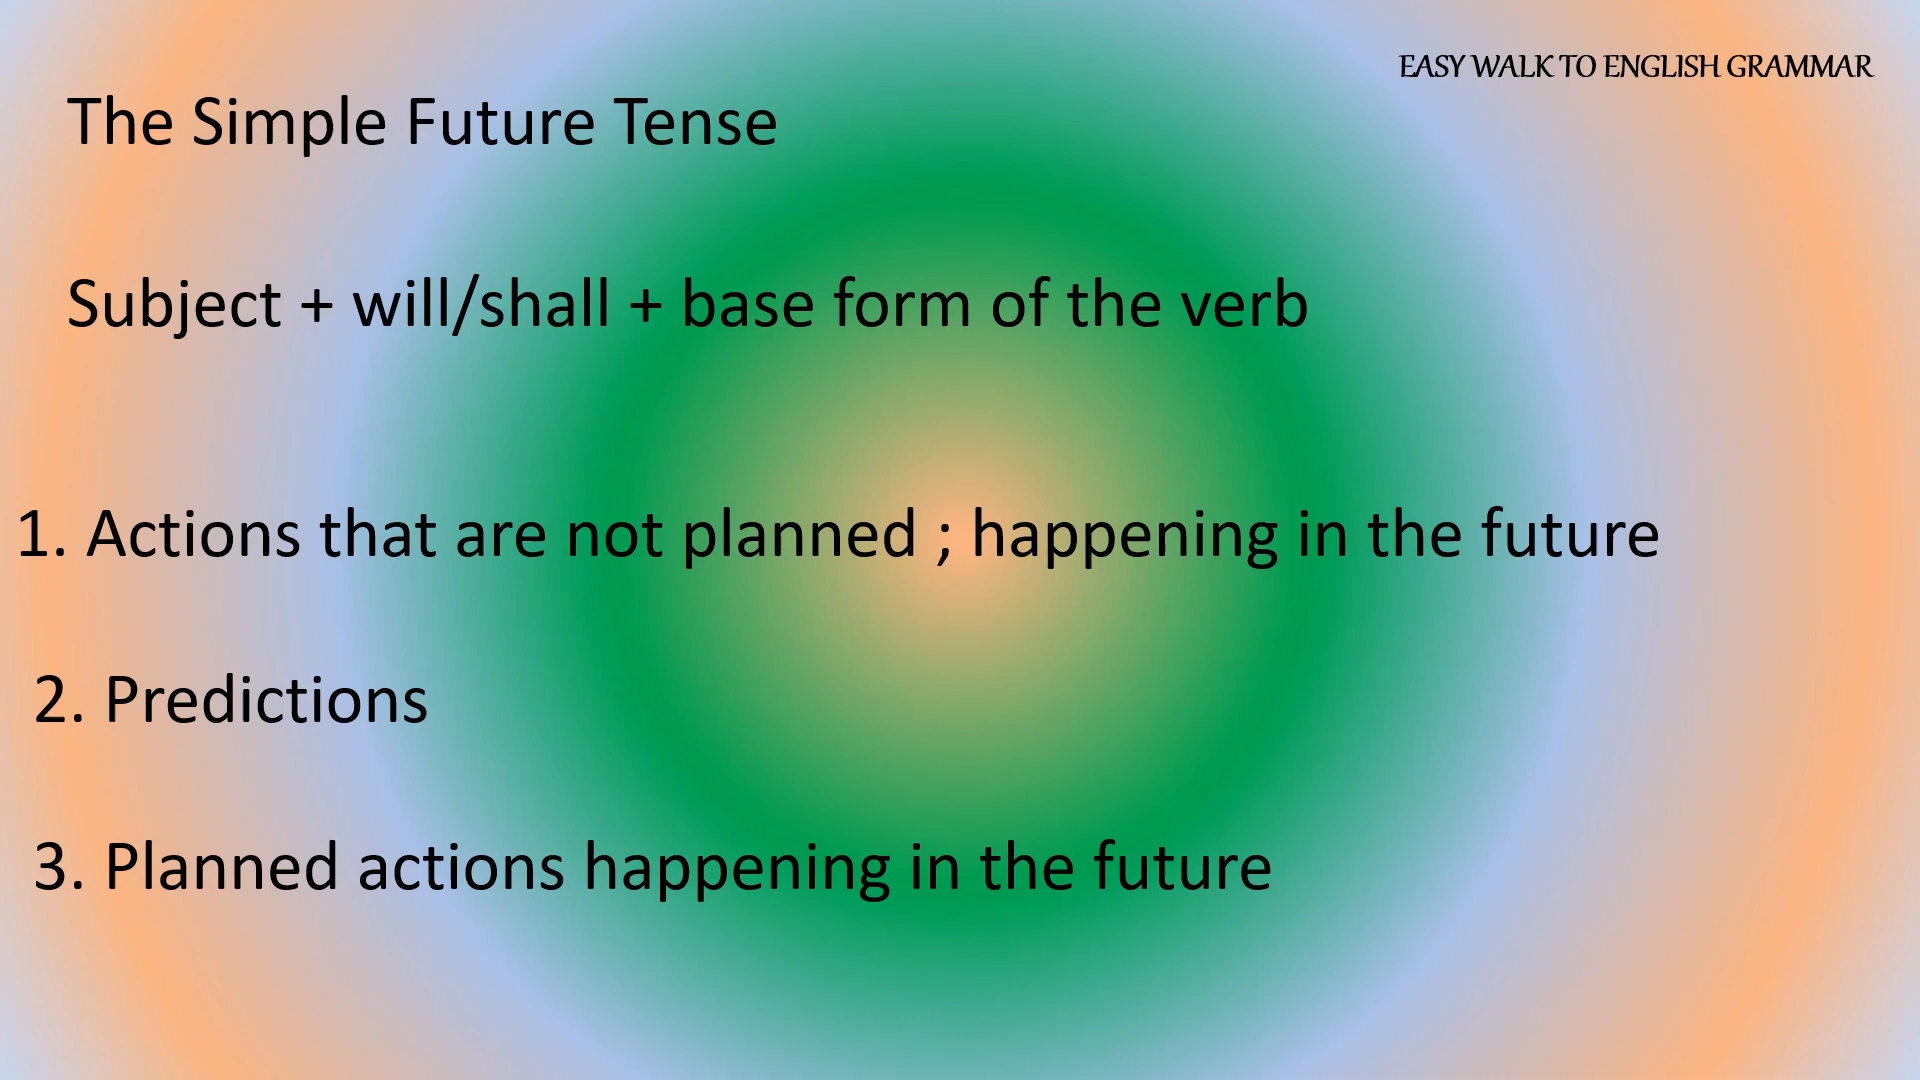 EASY WALK TO ENGLISH GRAMMAR
The Simple Future Tense
Subject + will/shall + base form of the verb
1. Actions that are not planned ; happening in the future
2. Predictions
3. Planned actions happening in the future